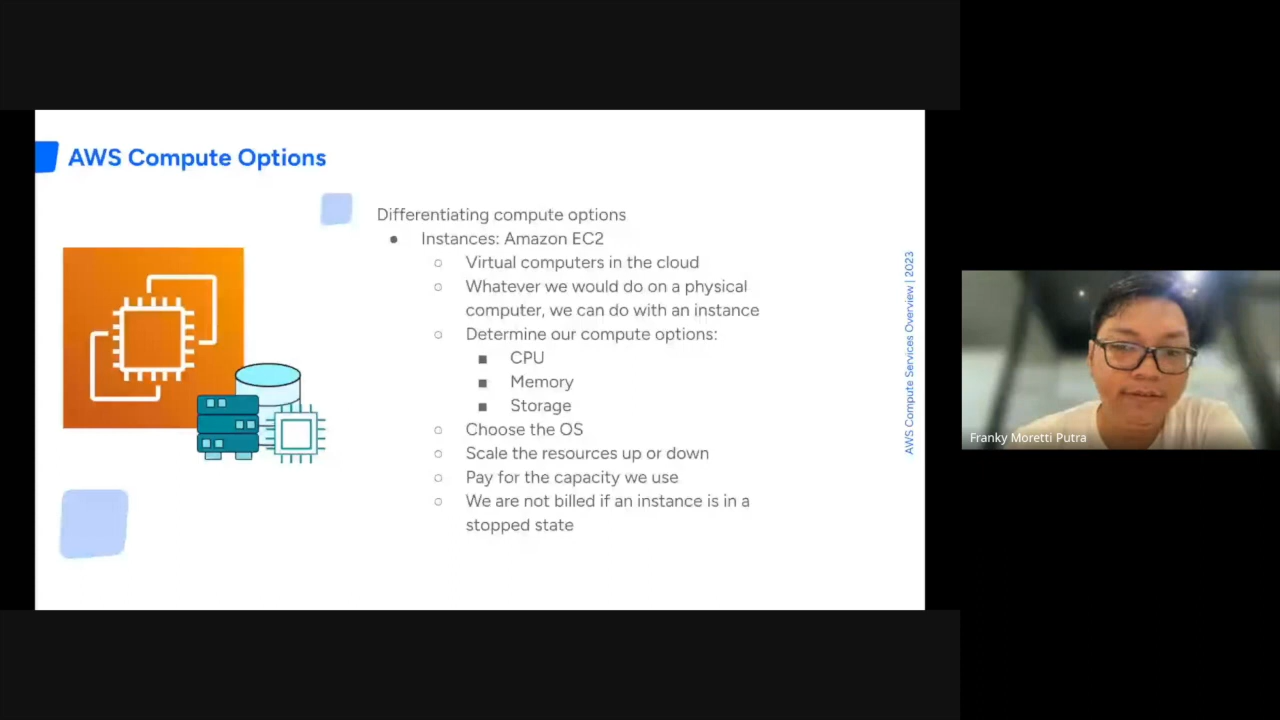 AWS Compute Options
Differentiating compute options
● Instances: Amazon EC2
○ Virtual computers in the cloud
○ Whatever we would do on a physical
computer, we can do with an instance
○ Determine our compute options:
■ CPU
■ Memory
■ Storage
○ Choose the OS
○ Scale the resources up or down
○ Pay for the capacity we use
○ We are not billed if an instance is in a
stopped state
AWS Compute Services Overview | 2023
Franky Moretti Putra